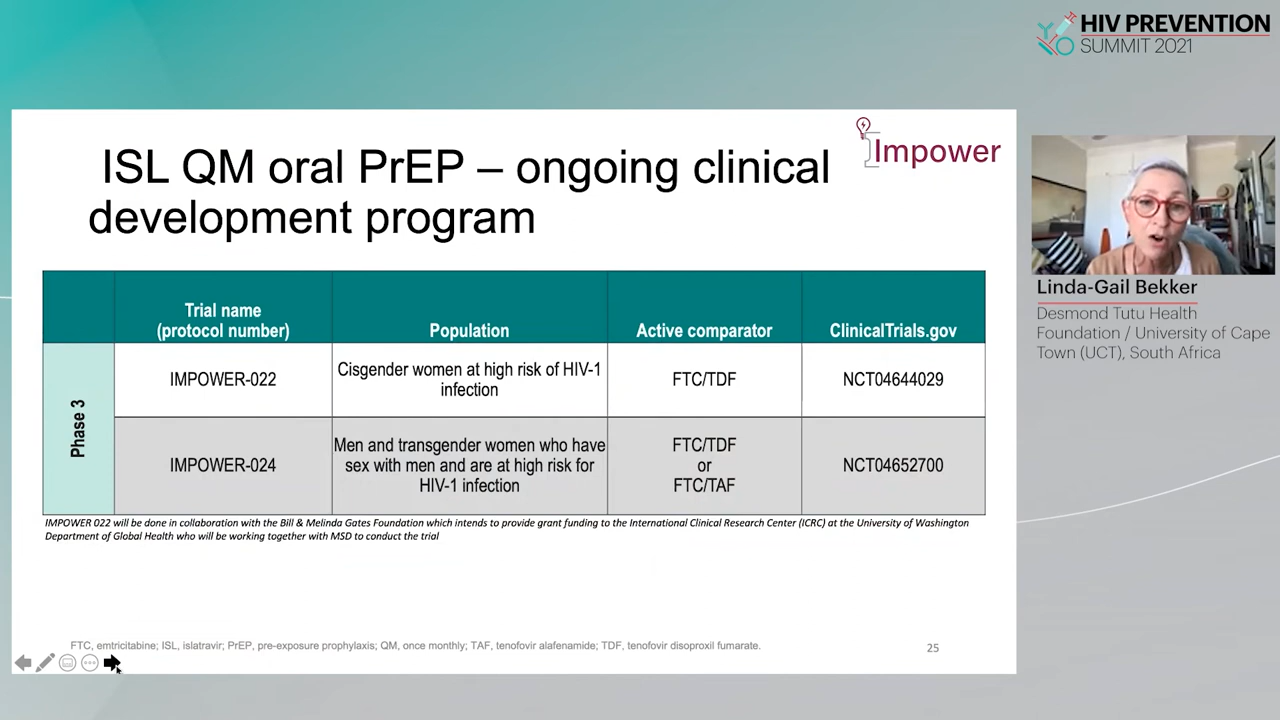 HIV PREVENTION
SUMMIT 2021
Impower
ISL QM oral PrEP – ongoing clinical
development program
Trial name
(protocol number)
Population
Active comparator
ClinicalTrials.gov
Phase 3
IMPOWER-022
Cisgender women at high risk of HIV-1
infection
FTC/TDF
NCT04644029
IMPOWER-024
Men and transgender women who have
sex with men and are at high risk for
HIV-1 infection
FTC/TDF
or
FTC/TAF
NCT04652700
IMPOWER 022 will be done in collaboration with the Bill & Melinda Gates Foundation which intends to provide grant funding to the International Clinical Research Center (ICRC) at the University of Washington
Department of Global Health who will be working together with MSD to conduct the trial
FTC, emtricitabine; ISL, islatravir; PrEP, pre-exposure prophylaxis; QM, once monthly; TAF, tenofovir alafenamide; TDF, tenofovir disoproxil fumarate.
25
Linda-Gail Bekker
Desmond Tutu Health
Foundation / University of Cape
Town (UCT), South Africa